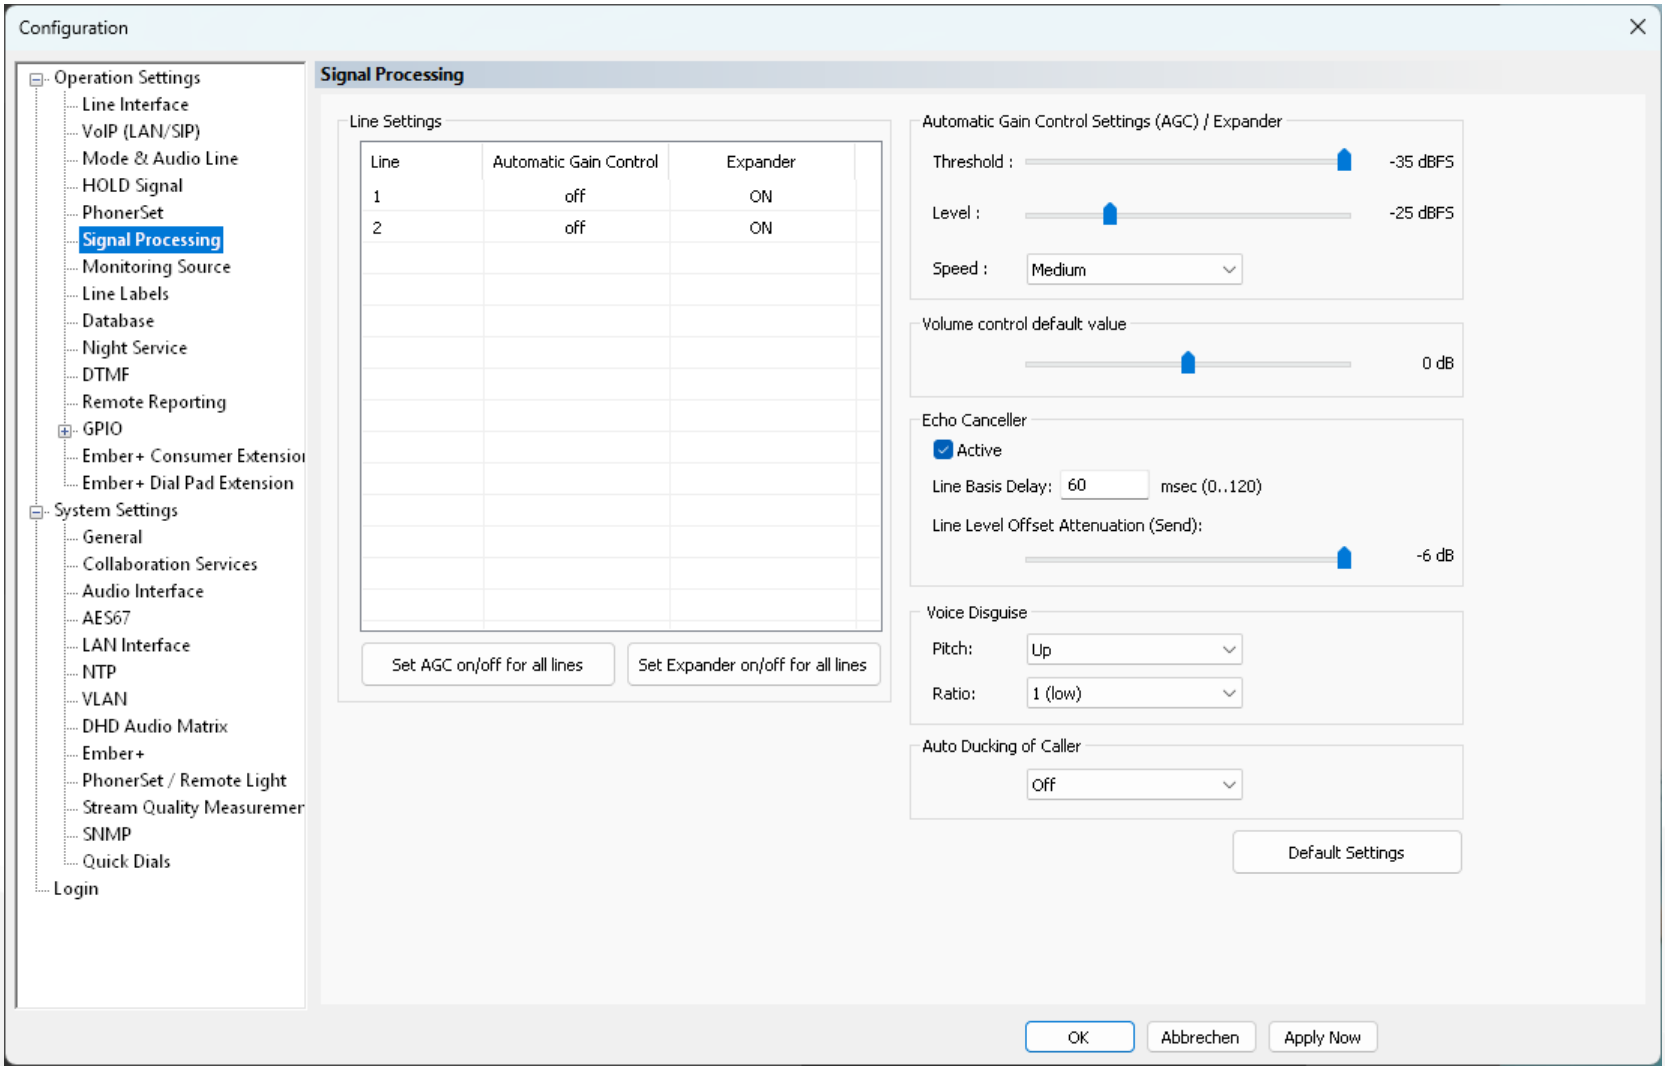 Configuration
Operation Settings
Line Interface
VoIP (LAN/SIP)
Mode & Audio Line
HOLD Signal
PhonerSet
Signal Processing
Monitoring Source
Line Labels
Database
Night Service
DTMF
Remote Reporting
GPIO
Ember+ Consumer Extension
Ember+ Dial Pad Extension
System Settings
General
Collaboration Services
Audio Interface
AES67
LAN Interface
NTP
VLAN
DHD Audio Matrix
Ember+
PhonerSet / Remote Light
Stream Quality Measuremen
SNMP
Quick Dials
Login
Signal Processing
Line Settings
Line Automatic Gain Control Expander
1 off ON
2 off ON
Set AGC on/off for all lines
Set Expander on/off for all lines
Automatic Gain Control Settings (AGC) / Expander
Threshold : -35 dBFS
Level : -25 dBFS
Speed : Medium
Volume control default value
0 dB
Echo Canceller
Active
Line Basis Delay: 60 msec (0..120)
Line Level Offset Attenuation (Send):
-6 dB
Voice Disguise
Pitch: Up
Ratio: 1 (low)
Auto Ducking of Caller
Off
Default Settings
OK
Abbrechen
Apply Now